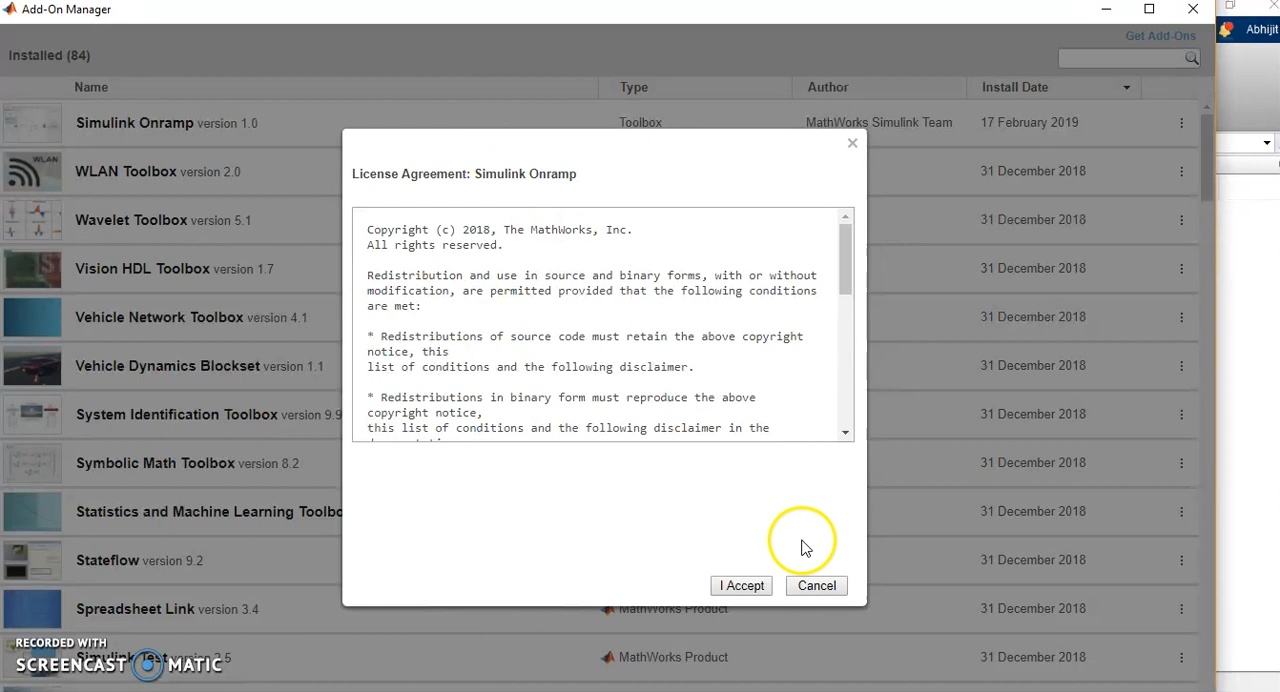 Add-On Manager
Abhijit
Get Add-Ons
Installed (84)
Name Type Author Install Date
Simulink Onramp version 1.0 Toolbox MathWorks Simulink Team 17 February 2019
WLAN
WLAN Toolbox version 2.0 31 December 2018
Wavelet Toolbox version 5.1 31 December 2018
Vision HDL Toolbox version 1.7 31 December 2018
Vehicle Network Toolbox version 4.1 31 December 2018
Vehicle Dynamics Blockset version 1.1 31 December 2018
System Identification Toolbox version 9.9 31 December 2018
Symbolic Math Toolbox version 8.2 31 December 2018
Statistics and Machine Learning Toolbo 31 December 2018
Stateflow version 9.2 31 December 2018
Spreadsheet Link version 3.4 MathWorks Product 31 December 2018
Simulink Test 2.5 MathWorks Product 31 December 2018
License Agreement: Simulink Onramp
Copyright (c) 2018, The MathWorks, Inc.
All rights reserved.
Redistribution and use in source and binary forms, with or without
modification, are permitted provided that the following conditions
are met:
* Redistributions of source code must retain the above copyright
notice, this
list of conditions and the following disclaimer.
* Redistributions in binary form must reproduce the above
copyright notice,
this list of conditions and the following disclaimer in the
I Accept Cancel
RECORDED WITH
SCREENCAST MATIC